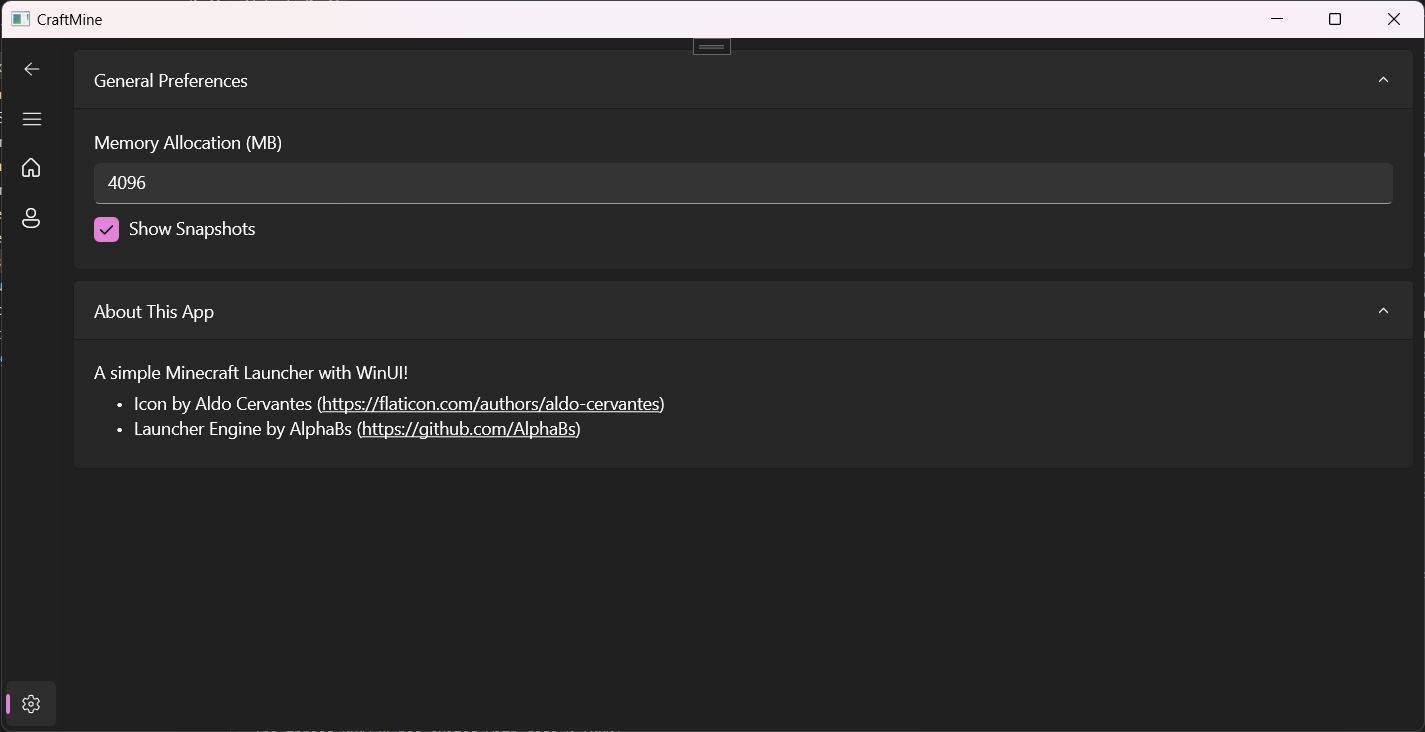 CraftMine
General Preferences
Memory Allocation (MB)
4096
Show Snapshots
About This App
A simple Minecraft Launcher with WinUI!
• Icon by Aldo Cervantes (https://flaticon.com/authors/aldo-cervantes)
• Launcher Engine by AlphaBs (https://github.com/AlphaBs)